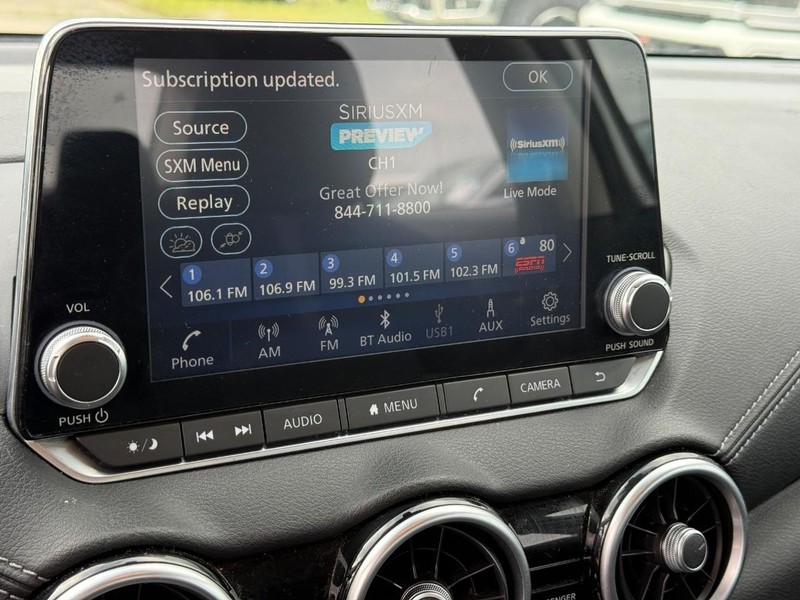 Subscription updated.
OK
Source
SIRIUSXM
PREVIEW
((SiriusXM))
SXM Menu
CH1
Replay
Great Offer Now!
844-711-8800
Live Mode
1
106.1 FM
2
106.9 FM
3
99.3 FM
4
101.5 FM
5
102.3 FM
6
80
ESPN
RADIO
Phone
AM
FM
BT Audio
USB1
AUX
Settings
VOL
PUSH
TUNE·SCROLL
PUSH SOUND
AUDIO
MENU
CAMERA